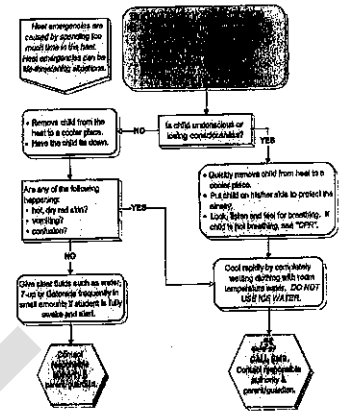 Heat emergencies are
caused by spending too
much time in the heat.
Heat emergencies can be
life-threatening situations.
Is child unconscious or
losing consciousness?
NO
YES
• Remove child from the
heat to a cooler place.
• Have the child lie down.
• Quickly remove child from heat to a
cooler place.
• Put child on his/her side to protect the
airway.
• Look, listen and feel for breathing. If
child is not breathing, see "CPR".
Are any of the following
happening:
• hot, dry red skin?
• vomiting?
• confusion?
YES
NO
Give clear fluids such as water,
7-up or Gatorade frequently in
small amounts if student is fully
awake and alert.
Cool rapidly by completely
wetting clothing with room
temperature water. DO NOT
USE ICE WATER.
Contact
responsible
authority &
parent/guardian.
CALL EMS.
Contact responsible
authority &
parent/guardian.